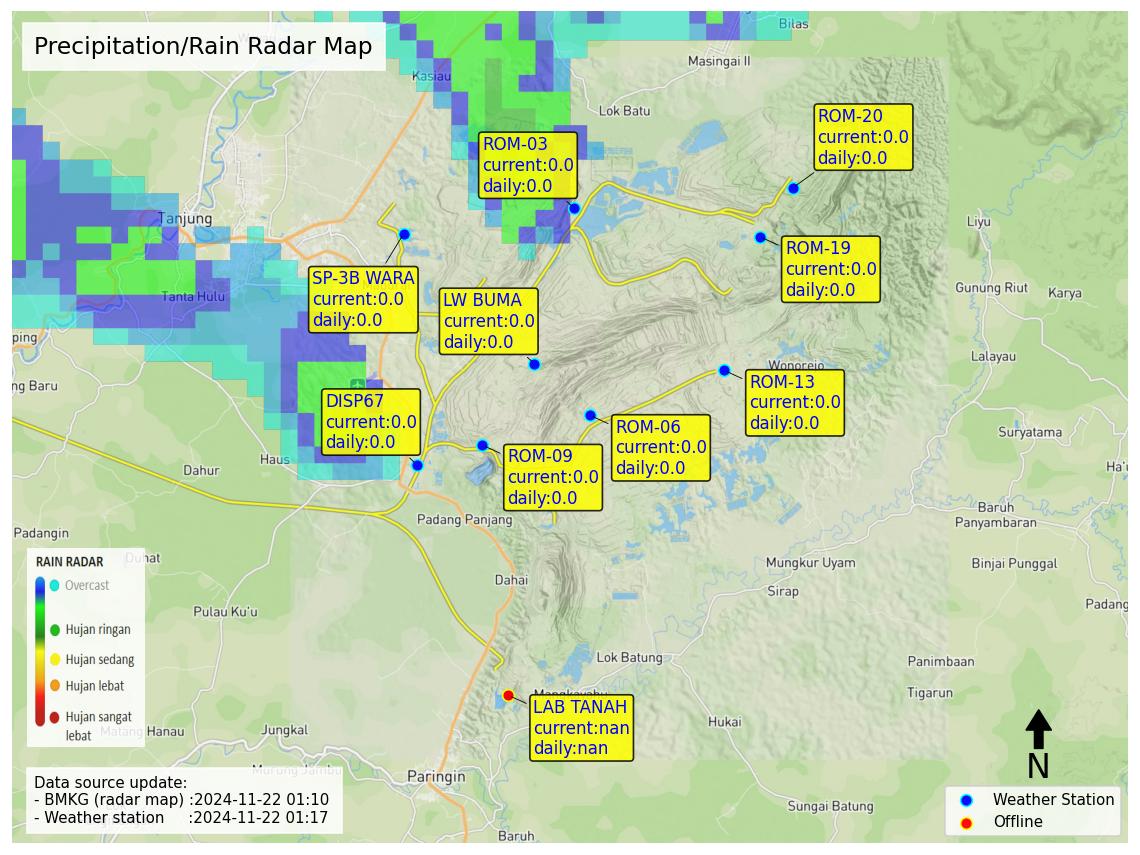 Precipitation/Rain Radar Map
Bilas
Masingai II
Kasiau
Lok Batu
ROM-20
current:0.0
daily:0.0
ROM-03
current:0.0
daily:0.0
Tanjung
Liyu
ROM-19
current:0.0
daily:0.0
SP-3B WARA
current:0.0
daily:0.0
LW BUMA
current:0.0
daily:0.0
Tanta Hulu
Gunung Riut
Karya
ping
Lalayau
Wonorejo
ng Baru
ROM-13
current:0.0
daily:0.0
DISP67
current:0.0
daily:0.0
ROM-06
current:0.0
daily:0.0
Suryatama
Haus
Dahur
ROM-09
current:0.0
daily:0.0
Ha'u
Baruh
Panyambaran
Padang Panjang
Padangin
Duhat
Mungkur Uyam
Binjai Punggal
Dahai
Sirap
Padang
Pulau Ku'u
RAIN RADAR
Overcast
Hujan ringan
Hujan sedang
Hujan lebat
Hujan sangat
lebat
Lok Batung
Panimbaan
Tigarun
Mangkayahu
LAB TANAH
current:nan
daily:nan
Hukai
Matang Hanau
Jungkal
Murung Jambu
Paringin
N
Data source update:
- BMKG (radar map) :2024-11-22 01:10
- Weather station :2024-11-22 01:17
Sungai Batung
Baruh
Weather Station
Offline